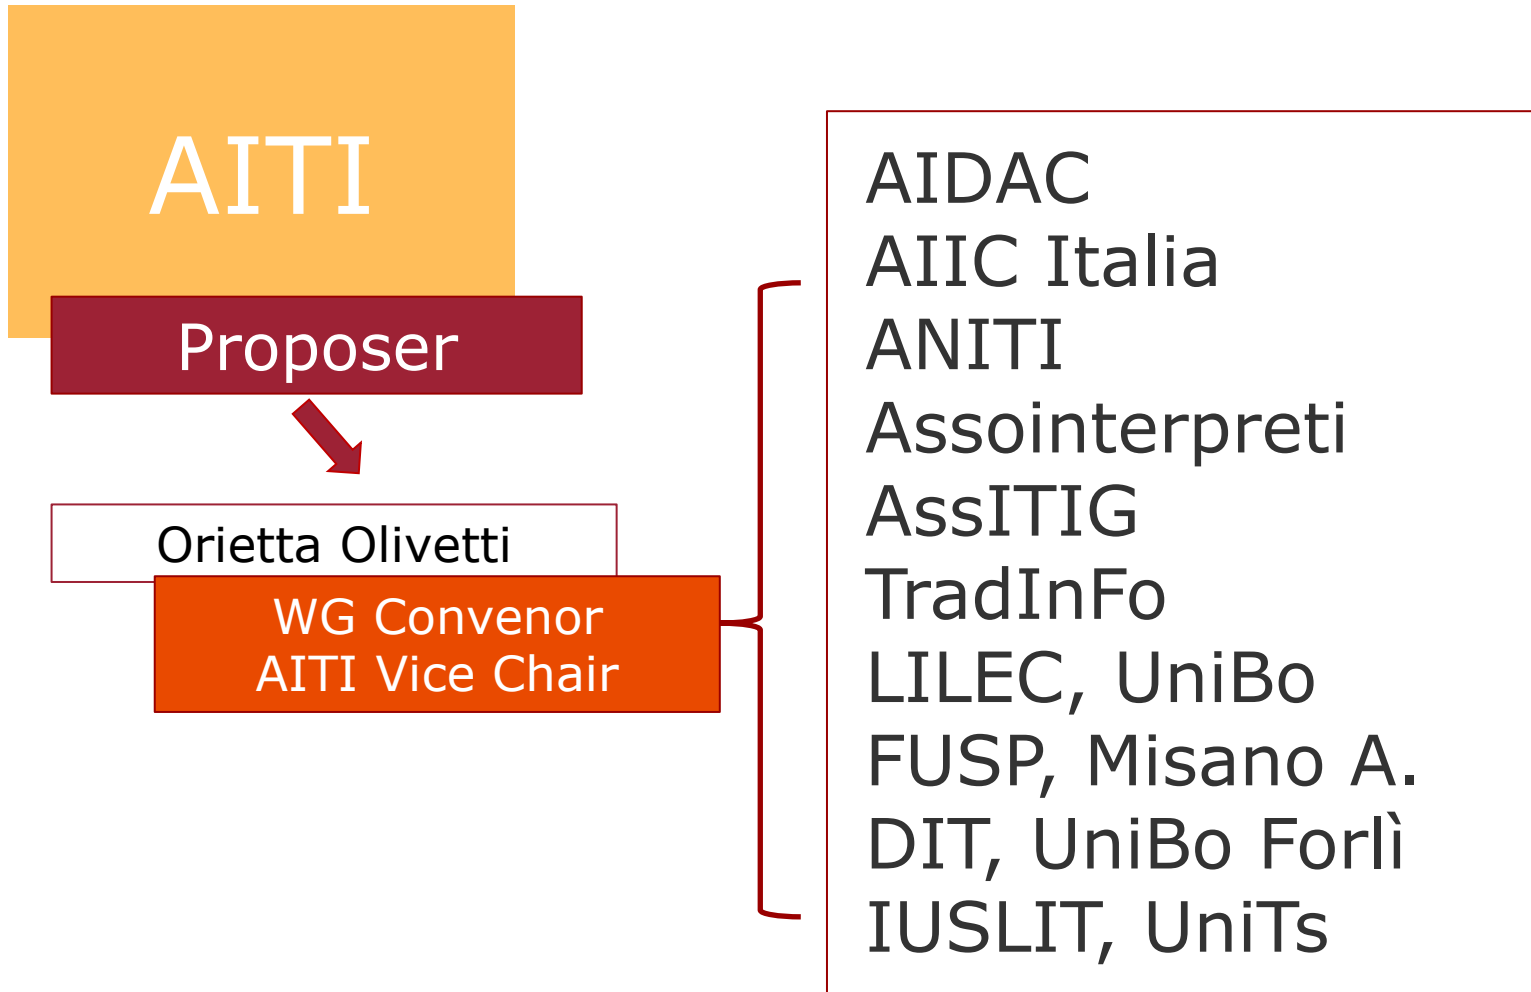 AITI
Proposer
Orietta Olivetti
WG Convenor
AITI Vice Chair
AIDAC
AIIC Italia
ANITI
Assointerpreti
AssITIG
TradInFo
LILEC, UniBo
FUSP, Misano A.
DIT, UniBo Forlì
IUSLIT, UniTs